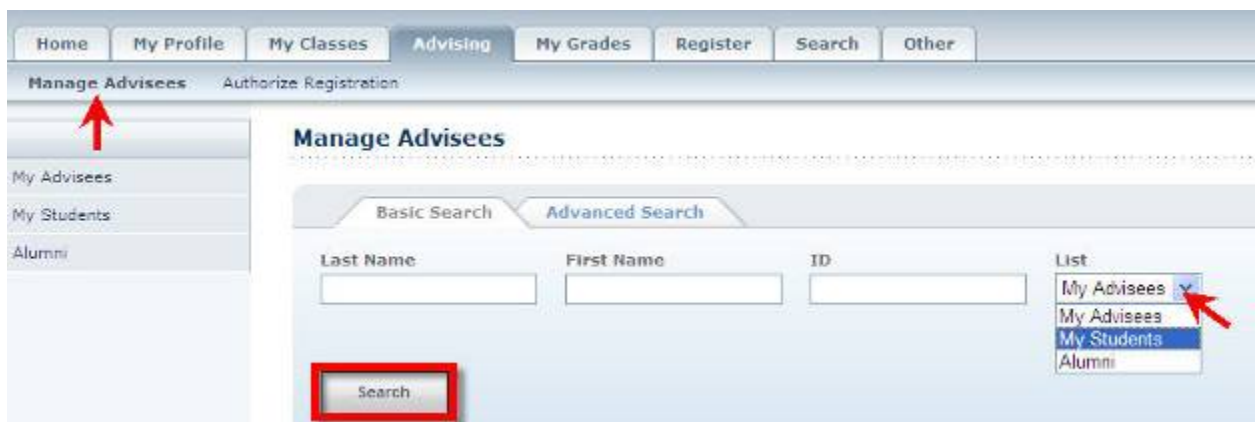 Home My Profile My Classes Advising My Grades Register Search Other
Manage Advisees Authorize Registration
Manage Advisees
My Advisees
My Students
Alumni
Basic Search Advanced Search
Last Name First Name ID List
My Advisees
My Advisees
My Students
Alumni
Search